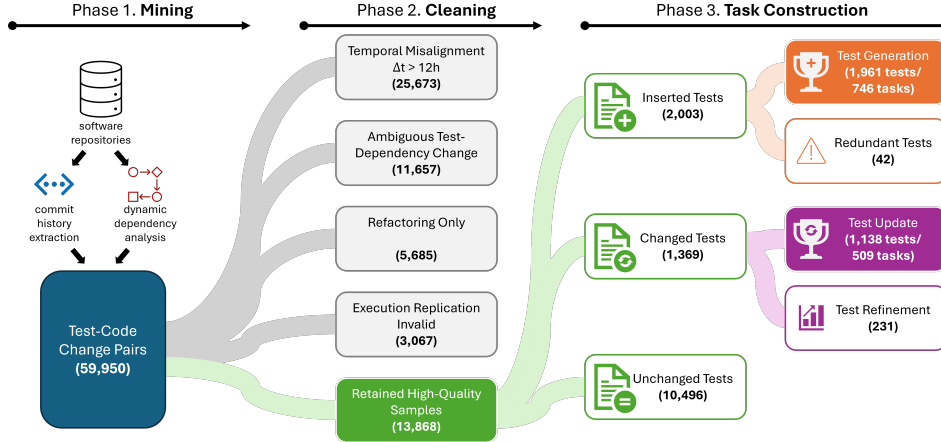 Phase 1. Mining
Phase 2. Cleaning
Phase 3. Task Construction
software
repositories
commit
history
extraction
dynamic
dependency
analysis
Test-Code
Change Pairs
(59,950)
Temporal Misalignment
Δt > 12h
(25,673)
Ambiguous Test-
Dependency Change
(11,657)
Refactoring Only
(5,685)
Execution Replication
Invalid
(3,067)
Retained High-Quality
Samples
(13,868)
Inserted Tests
(2,003)
Changed Tests
(1,369)
Unchanged Tests
(10,496)
Test Generation
(1,961 tests/
746 tasks)
Redundant Tests
(42)
Test Update
(1,138 tests/
509 tasks)
Test Refinement
(231)